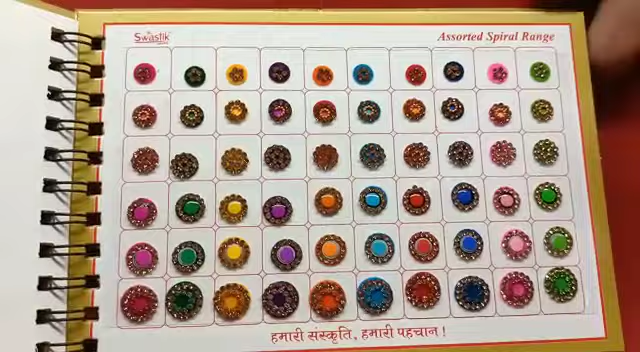 Swastik
Assorted Spiral Range
हमारी संस्कृति, हमारी पहचान !